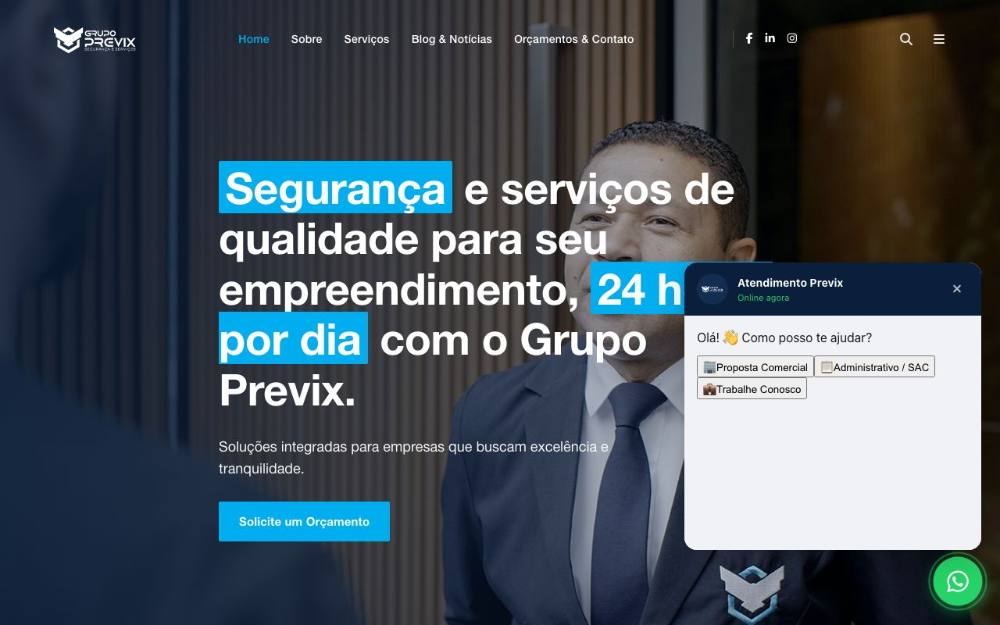 GRUPO
PREVIX
SEGURANÇA E SERVIÇOS
Home
Sobre
Serviços
Blog & Notícias
Orçamentos & Contato
Segurança e serviços de
qualidade para seu
empreendimento, 24 h
por dia com o Grupo
Previx.
Soluções integradas para empresas que buscam excelência e
tranquilidade.
Solicite um Orçamento
Atendimento Previx
Online agora
Olá! 👋 Como posso te ajudar?
🏢Proposta Comercial
📋Administrativo / SAC
💼Trabalhe Conosco